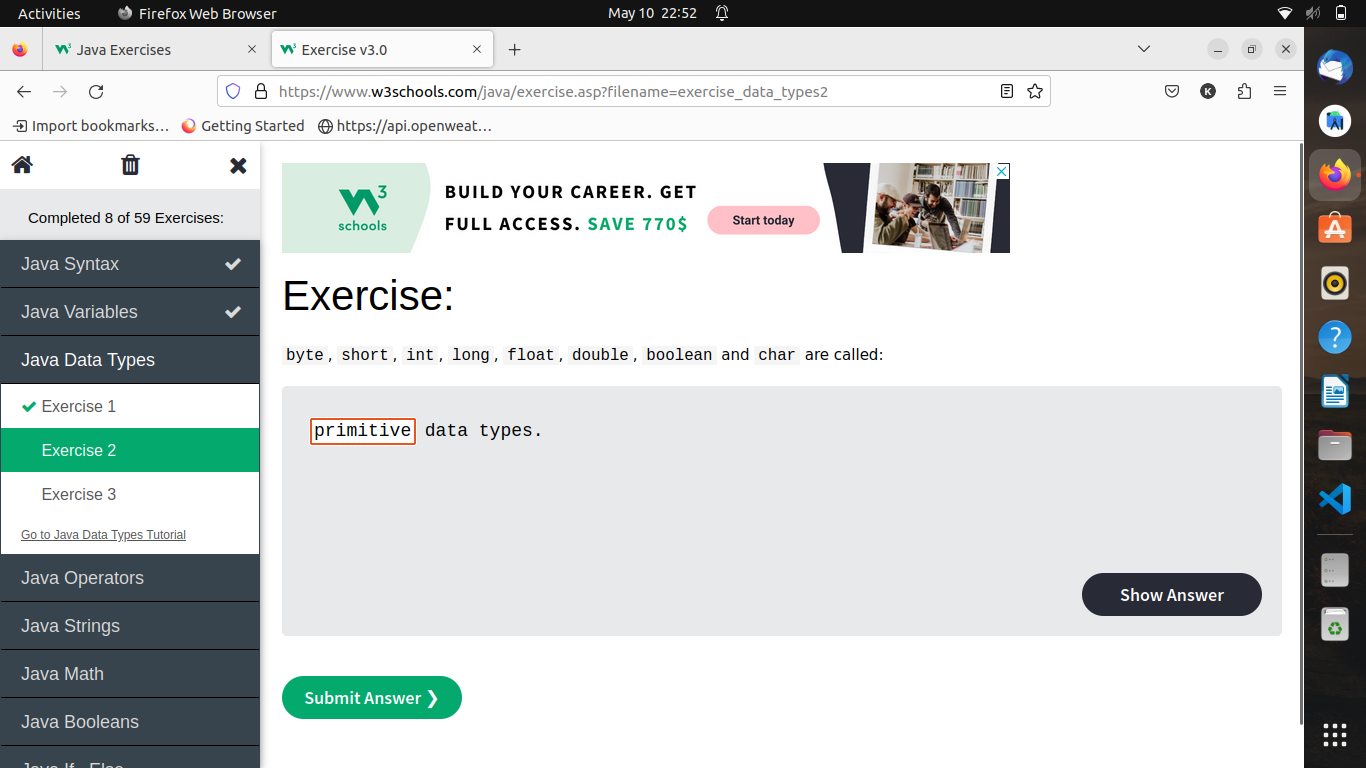 Activities
Firefox Web Browser
May 10 22:52
Java Exercises
Exercise v3.0
https://www.w3schools.com/java/exercise.asp?filename=exercise_data_types2
K
Import bookmarks…
Getting Started
https://api.openweat…
Completed 8 of 59 Exercises:
Java Syntax
Java Variables
Java Data Types
Exercise 1
Exercise 2
Exercise 3
Go to Java Data Types Tutorial
Java Operators
Java Strings
Java Math
Java Booleans
Java If...Else
W3
schools
BUILD YOUR CAREER. GET
FULL ACCESS. SAVE 770$
Start today
Exercise:
byte, short, int, long, float, double, boolean and char are called:
primitive data types.
Show Answer
Submit Answer ❯